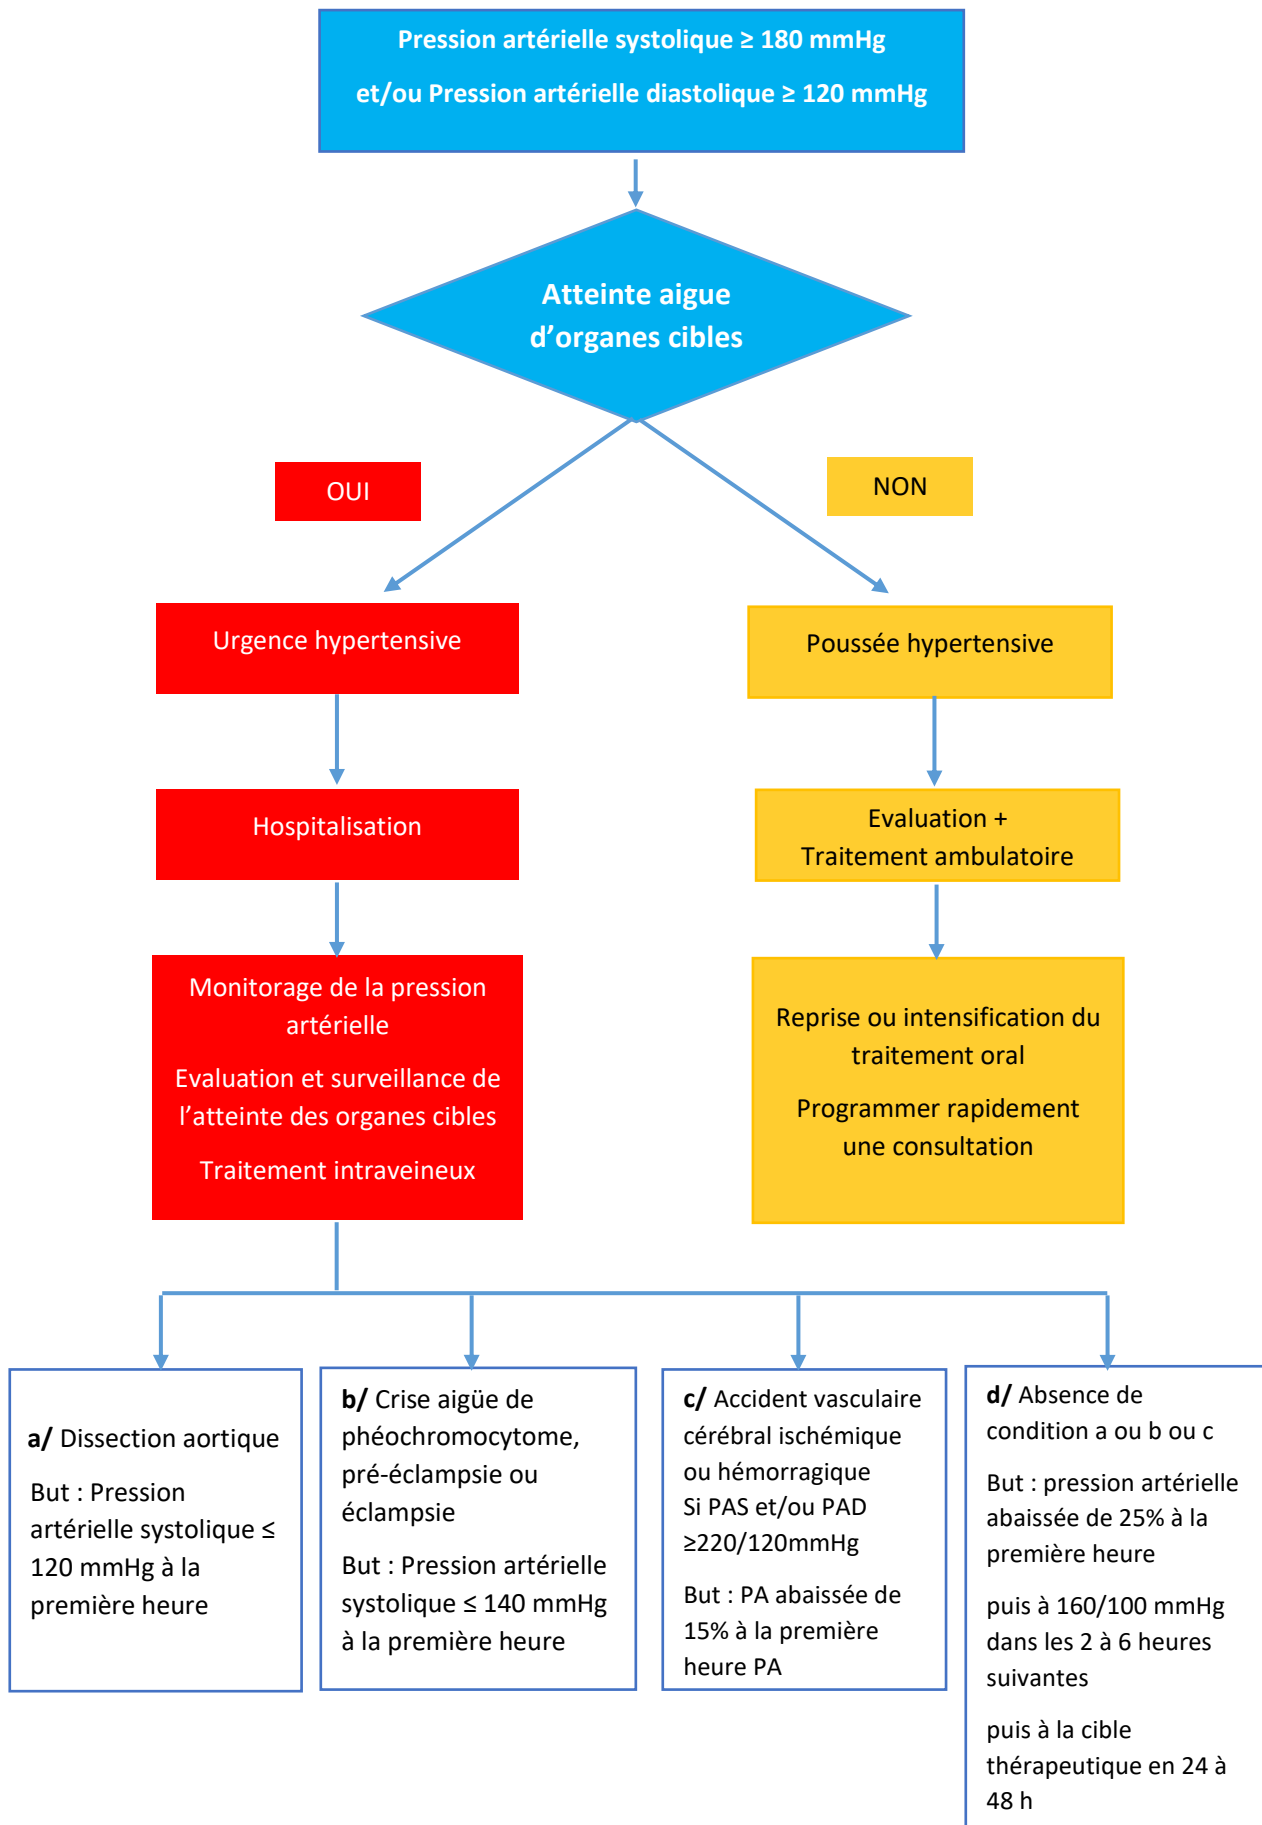 Pression artérielle systolique ≥ 180 mmHg
et/ou Pression artérielle diastolique ≥ 120 mmHg
Atteinte aigue
d’organes cibles
OUI
NON
Urgence hypertensive
Poussée hypertensive
Hospitalisation
Evaluation +
Traitement ambulatoire
Monitorage de la pression
artérielle
Evaluation et surveillance de
l’atteinte des organes cibles
Traitement intraveineux
Reprise ou intensification du
traitement oral
Programmer rapidement
une consultation
a/ Dissection aortique
But : Pression
artérielle systolique ≤
120 mmHg à la
première heure
b/ Crise aigüe de
phéochromocytome,
pré-éclampsie ou
éclampsie
But : Pression artérielle
systolique ≤ 140 mmHg
à la première heure
c/ Accident vasculaire
cérébral ischémique
ou hémorragique
Si PAS et/ou PAD
≥220/120mmHg
But : PA abaissée de
15% à la première
heure PA
d/ Absence de
condition a ou b ou c
But : pression artérielle
abaissée de 25% à la
première heure
puis à 160/100 mmHg
dans les 2 à 6 heures
suivantes
puis à la cible
thérapeutique en 24 à
48 h